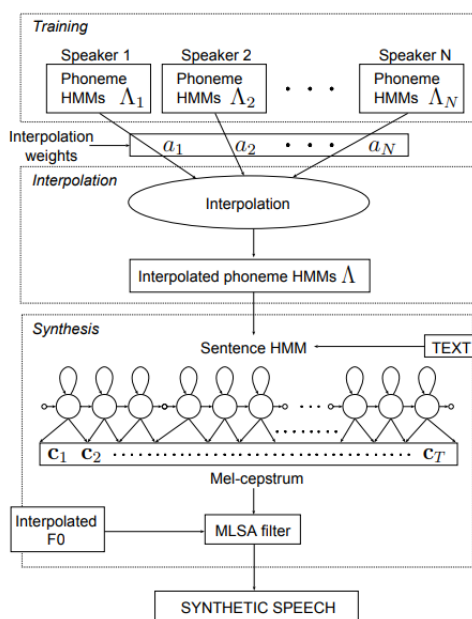 Training
Speaker 1 Speaker 2 Speaker N
Phoneme HMMs Λ1
Phoneme HMMs Λ2
. . . .
Phoneme HMMs ΛN
Interpolation weights
a1 a2 . . . . aN
Interpolation
Interpolation
Interpolated phoneme HMMs Λ
Synthesis
Sentence HMM
TEXT
c1 c2 . . . . . . . . cT
Mel-cepstrum
Interpolated F0
MLSA filter
SYNTHETIC SPEECH